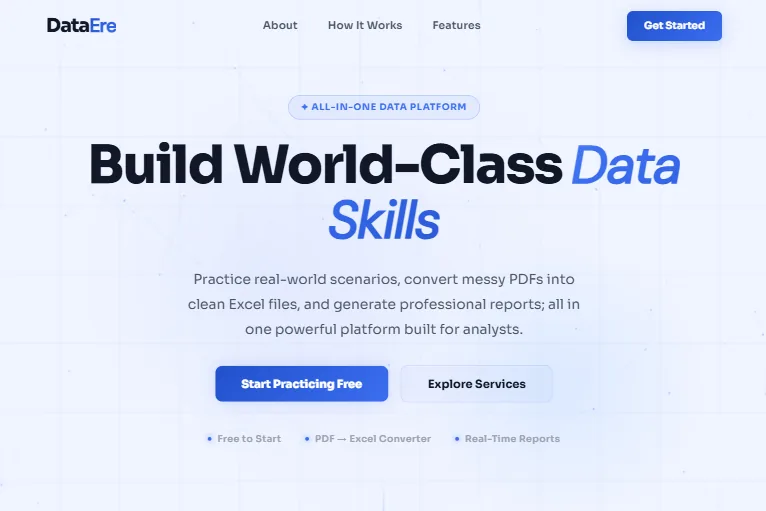 DataEre
About
How It Works
Features
Get Started
✦ ALL-IN-ONE DATA PLATFORM
Build World-Class Data
Skills
Practice real-world scenarios, convert messy PDFs into
clean Excel files, and generate professional reports; all in
one powerful platform built for analysts.
Start Practicing Free
Explore Services
Free to Start
PDF → Excel Converter
Real-Time Reports